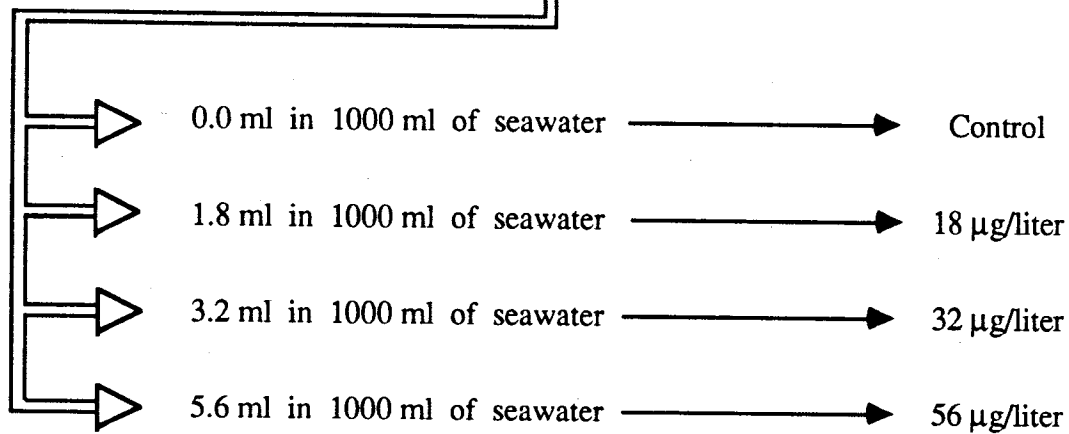 0.0 ml in 1000 ml of seawater Control
1.8 ml in 1000 ml of seawater 18 µg/liter
3.2 ml in 1000 ml of seawater 32 µg/liter
5.6 ml in 1000 ml of seawater 56 µg/liter